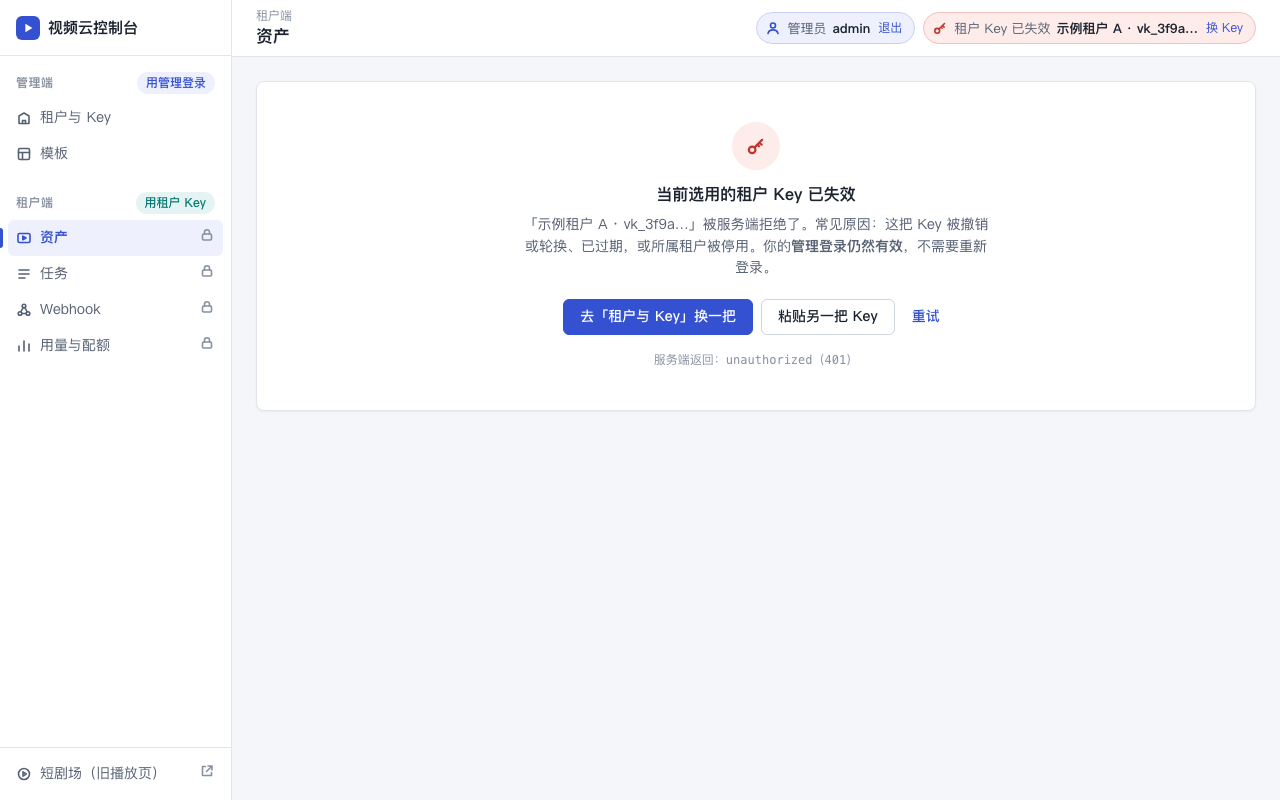 视频云控制台
管理端
用管理登录
租户与 Key
模板
租户端
用租户 Key
资产
任务
Webhook
用量与配额
短剧场（旧播放页）
租户端
资产
管理员 admin 退出
租户 Key 已失效 示例租户 A · vk_3f9a… 换 Key
当前选用的租户 Key 已失效
「示例租户 A · vk_3f9a…」被服务端拒绝了。常见原因：这把 Key 被撤销
或轮换、已过期，或所属租户被停用。你的管理登录仍然有效，不需要重新
登录。
去「租户与 Key」换一把
粘贴另一把 Key
重试
服务端返回：unauthorized（401）